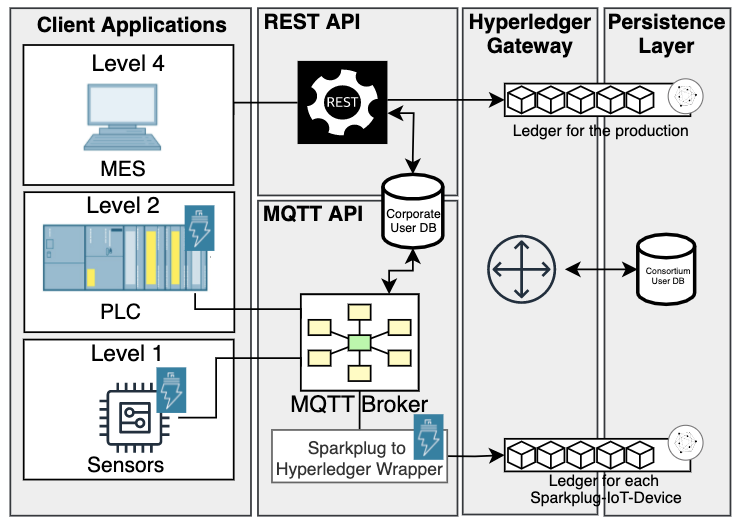 Client Applications
Level 4
MES
Level 2
PLC
Level 1
Sensors
REST API
REST
MQTT API
Corporate
User DB
MQTT Broker
Sparkplug to
Hyperledger Wrapper
Hyperledger
Gateway
Persistence
Layer
Ledger for the production
Consortium
User DB
Ledger for each
Sparkplug-IoT-Device